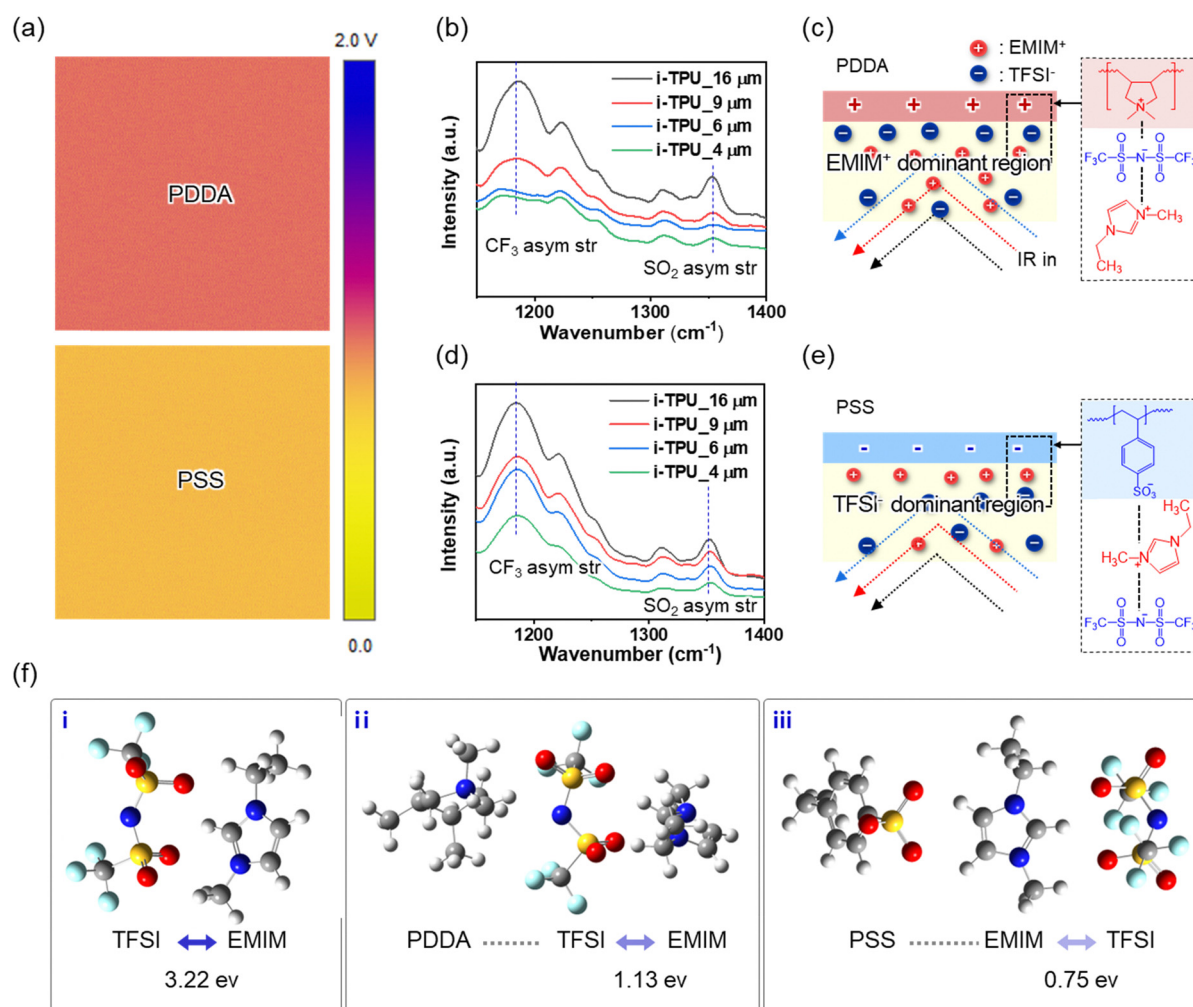 (a)
2.0 V
PDDA
PSS
0.0
(b)
Intensity (a.u.)
i-TPU_16 μm
i-TPU_9 μm
i-TPU_6 μm
i-TPU_4 μm
CF3 asym str
SO2 asym str
1200 1300 1400
Wavenumber (cm-1)
(c)
PDDA
+ : EMIM+
− : TFSI-
+ + + +
EMIM+ dominant region
IR in
N+
O O
F3C-S-N-S-CF3
O O
N
N+
CH3
H3C
(d)
Intensity (a.u.)
i-TPU_16 μm
i-TPU_9 μm
i-TPU_6 μm
i-TPU_4 μm
CF3 asym str
SO2 asym str
1200 1300 1400
Wavenumber (cm-1)
(e)
PSS
- - - -
TFSI- dominant region
SO3-
H3C
N
H3C-N
+
O O
F3C-S-N-S-CF3
O O
(f)
i
TFSI ↔ EMIM
3.22 ev
ii
PDDA ········ TFSI ↔ EMIM
1.13 ev
iii
PSS ········ EMIM ↔ TFSI
0.75 ev